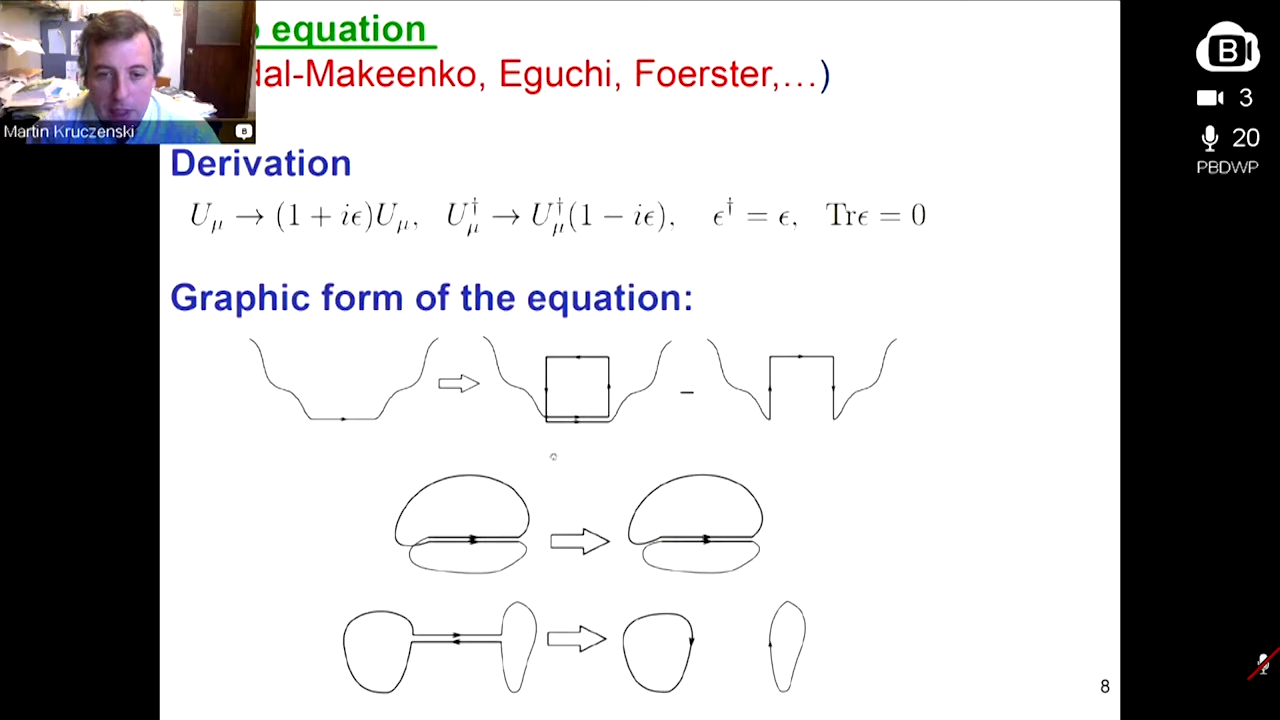 equation
dal-Makeenko, Eguchi, Foerster,...)
Martin Kruczenski
B
B
3
20
PBDWP
Derivation
U_μ → (1 + iϵ)U_μ, U_μ^† → U_μ^†(1 − iϵ), ϵ^† = ϵ, Trϵ = 0
Graphic form of the equation:
−
8